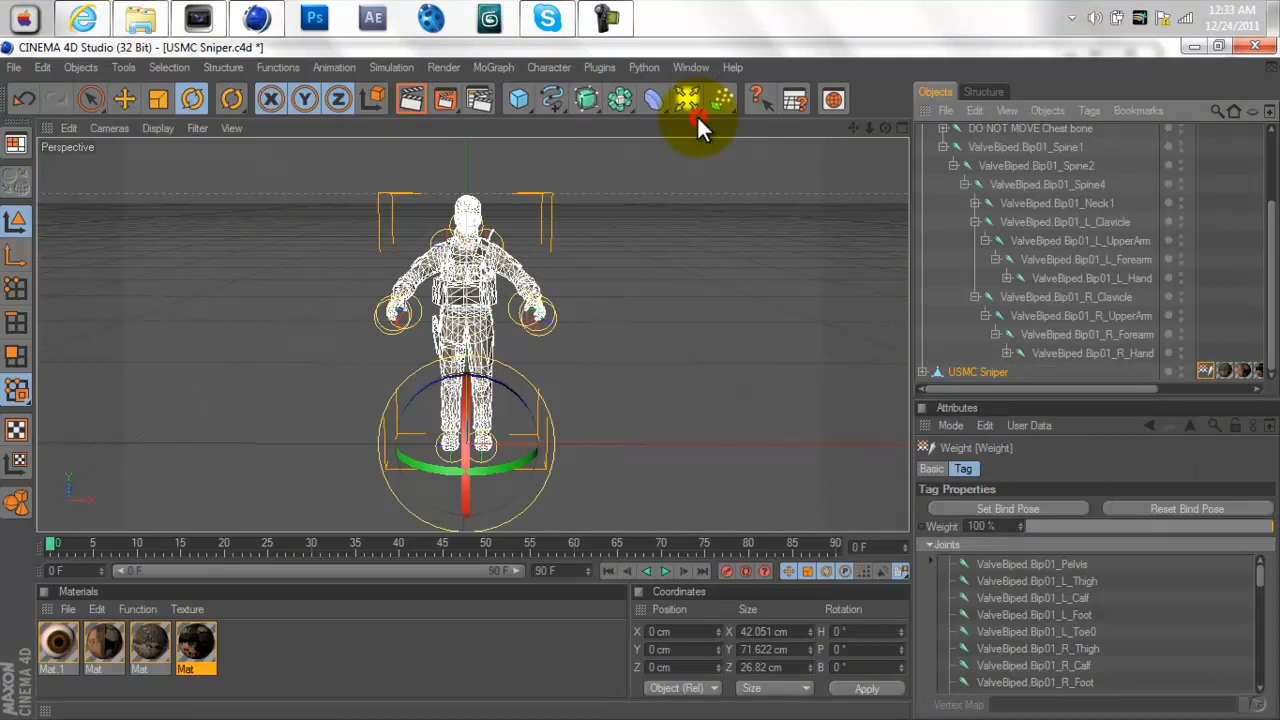 Ps
AE
12:33 AM
12/24/2011
CINEMA 4D Studio (32 Bit) - [USMC Sniper.c4d *]
File Edit Objects Tools Selection Structure Functions Animation Simulation Render MoGraph Character Plugins Python Window Help
X Y Z
Objects Structure
Edit Cameras Display Filter View
File Edit View Objects Tags Bookmarks
Perspective
DO NOT MOVE Chest bone
ValveBiped.Bip01_Spine1
ValveBiped.Bip01_Spine2
ValveBiped.Bip01_Spine4
ValveBiped.Bip01_Neck1
ValveBiped.Bip01_L_Clavicle
ValveBiped.Bip01_L_UpperArm
ValveBiped.Bip01_L_Forearm
ValveBiped.Bip01_L_Hand
ValveBiped.Bip01_R_Clavicle
ValveBiped.Bip01_R_UpperArm
ValveBiped.Bip01_R_Forearm
ValveBiped.Bip01_R_Hand
USMC Sniper
Attributes
Mode Edit User Data
Weight [Weight]
Basic Tag
Tag Properties
Set Bind Pose Reset Bind Pose
Weight 100 %
Joints
ValveBiped.Bip01_Pelvis
ValveBiped.Bip01_L_Thigh
ValveBiped.Bip01_L_Calf
ValveBiped.Bip01_L_Foot
ValveBiped.Bip01_L_Toe0
ValveBiped.Bip01_R_Thigh
ValveBiped.Bip01_R_Calf
ValveBiped.Bip01_R_Foot
Vertex Map
Y
X
0 5 10 15 20 25 30 35 40 45 50 55 60 65 70 75 80 85 90 0 F
0 F 0 F 90 F 90 F
Materials
File Edit Function Texture
Mat.1 Mat Mat Mat
Coordinates
Position Size Rotation
X 0 cm X 42.051 cm H 0 °
Y 0 cm Y 71.622 cm P 0 °
Z 0 cm Z 26.82 cm B 0 °
Object (Rel) Size Apply
MAXON
CINEMA 4D